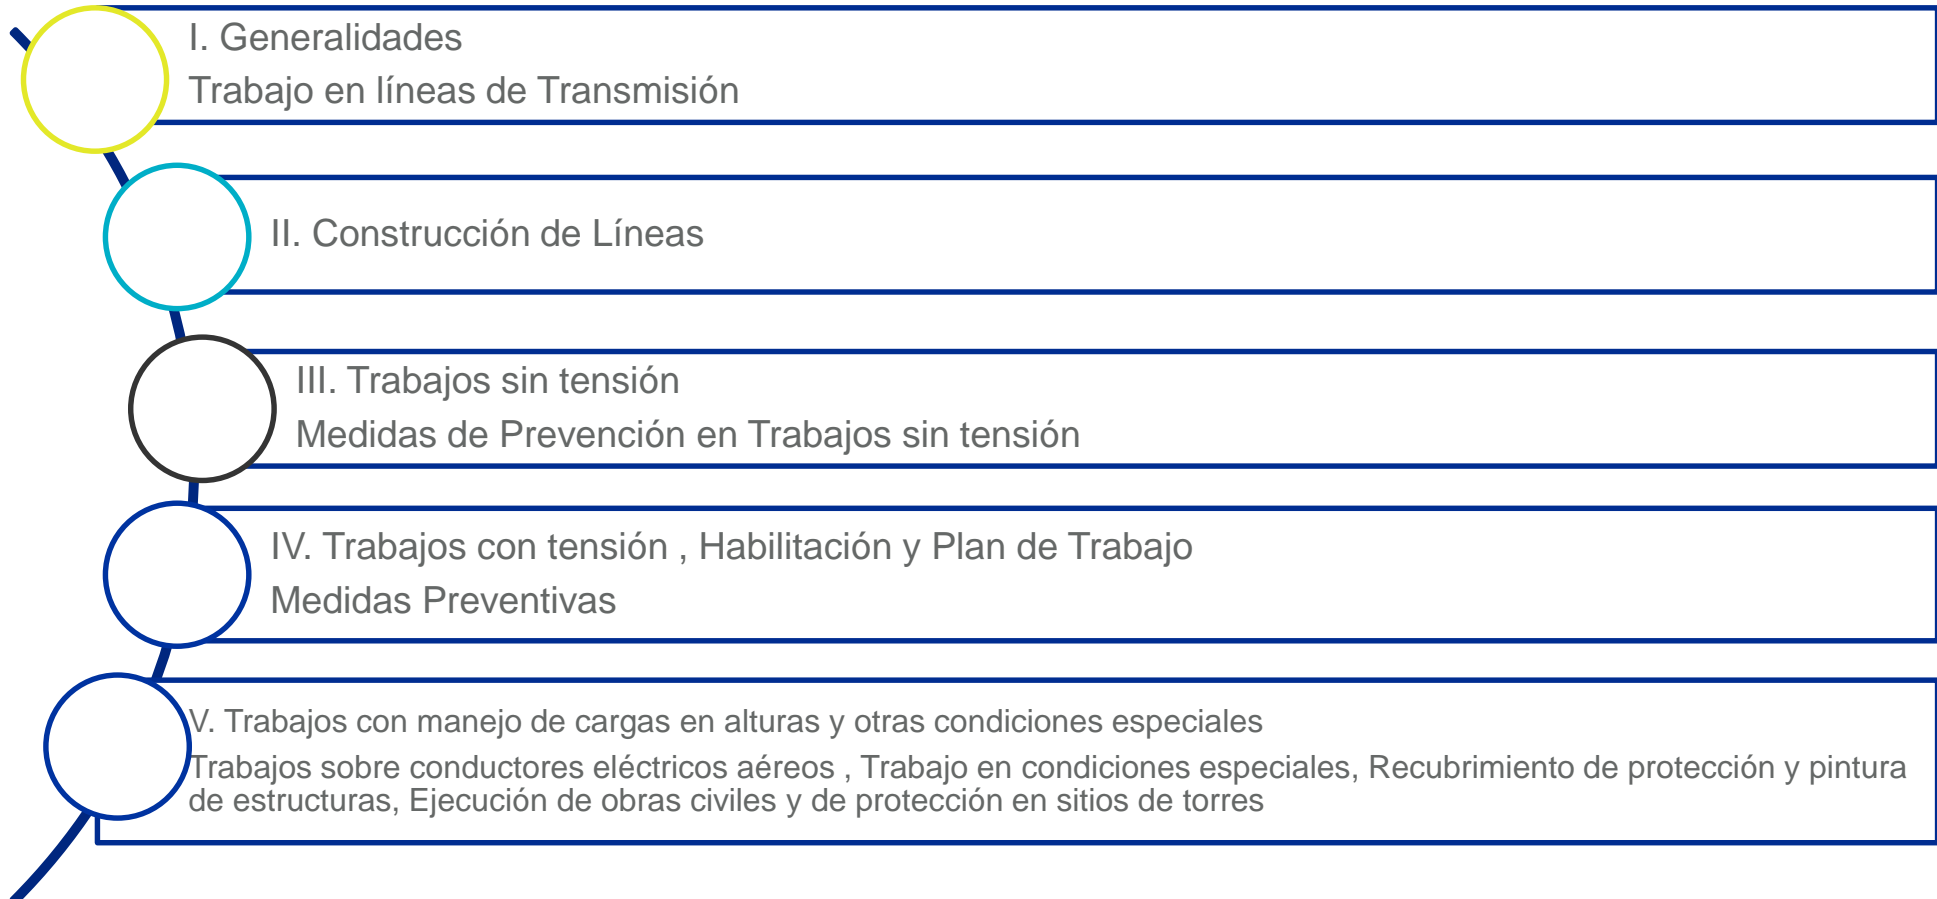 I. Generalidades
Trabajo en líneas de Transmisión
II. Construcción de Líneas
III. Trabajos sin tensión
Medidas de Prevención en Trabajos sin tensión
IV. Trabajos con tensión , Habilitación y Plan de Trabajo
Medidas Preventivas
V. Trabajos con manejo de cargas en alturas y otras condiciones especiales
Trabajos sobre conductores eléctricos aéreos , Trabajo en condiciones especiales, Recubrimiento de protección y pintura
de estructuras, Ejecución de obras civiles y de protección en sitios de torres